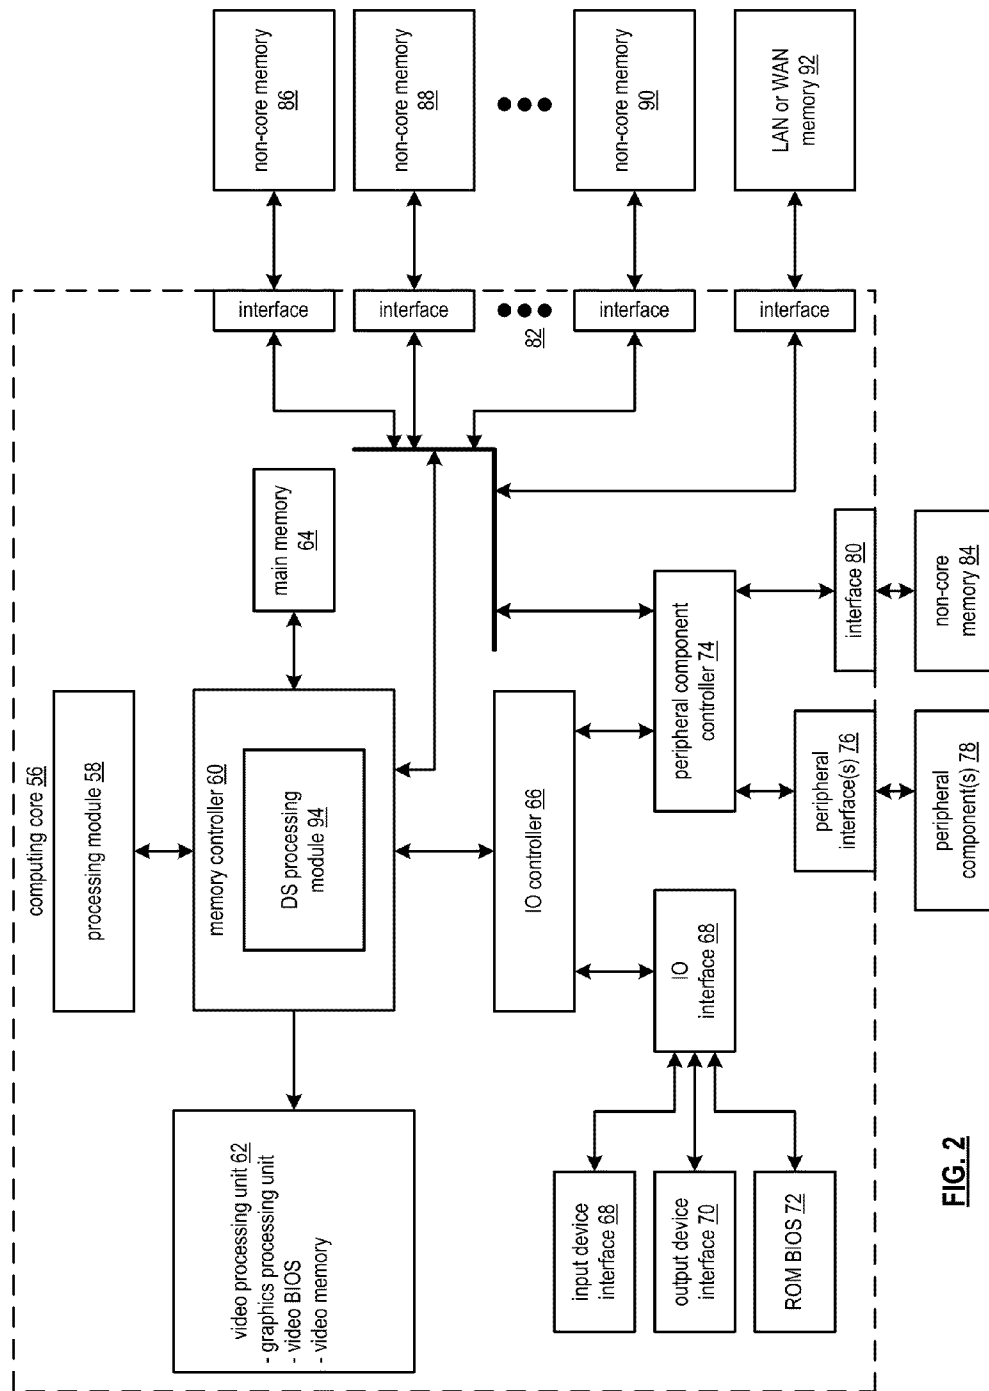 computing core 56
processing module 58
memory controller 60
DS processing
module 94
main memory
64
video processing unit 62
- graphics processing unit
- video BIOS
- video memory
IO controller 66
IO
interface 68
input device
interface 68
output device
interface 70
ROM BIOS 72
peripheral component
controller 74
peripheral
interface(s) 76
peripheral
component(s) 78
interface 80
non-core
memory 84
interface
interface
82
interface
interface
non-core memory
86
non-core memory
88
non-core memory
90
LAN or WAN
memory 92
FIG. 2